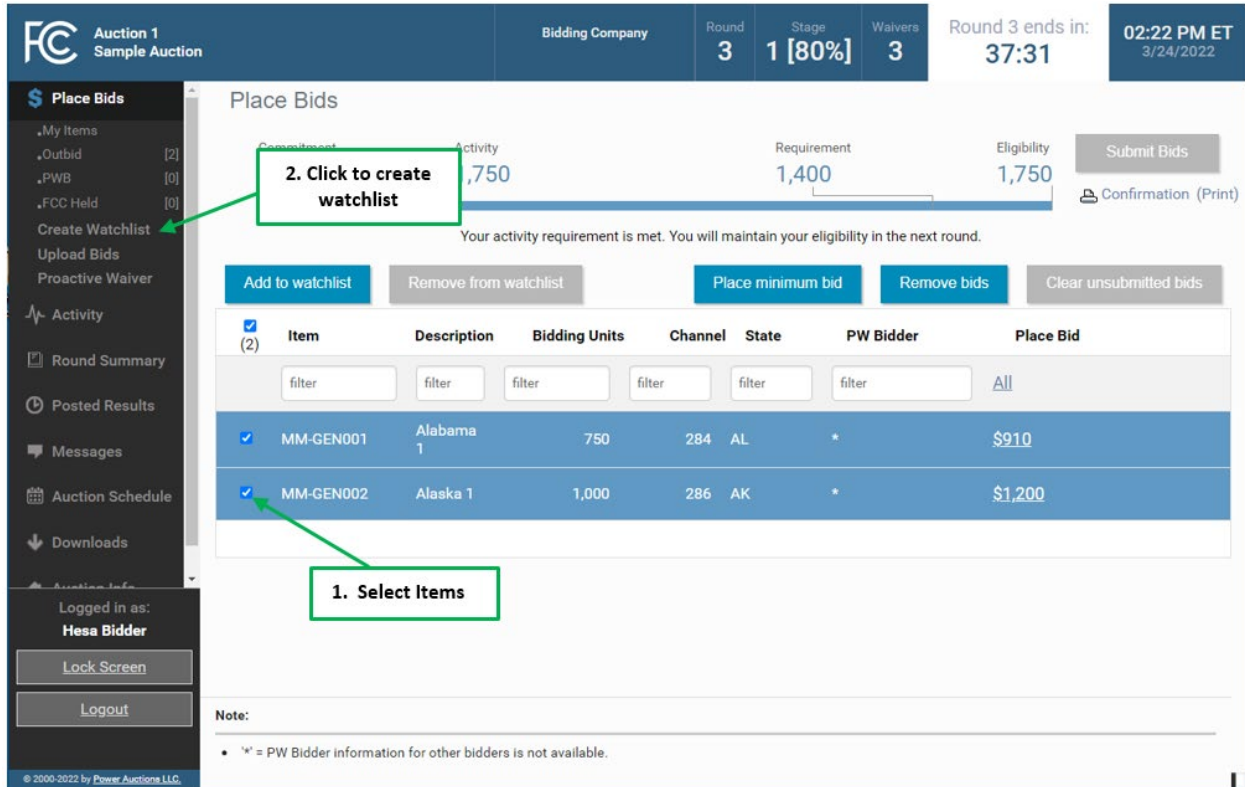 FCC
Auction 1
Sample Auction
Bidding Company
Round
3
Stage
1 [80%]
Waivers
3
Round 3 ends in:
37:31
02:22 PM ET
3/24/2022
$ Place Bids
My Items
Outbid [2]
PWB [0]
FCC Held [0]
Create Watchlist
Upload Bids
Proactive Waiver
Activity
Round Summary
Posted Results
Messages
Auction Schedule
Downloads
Auction Info
Logged in as:
Hesa Bidder
Lock Screen
Logout
© 2000-2022 by Power Auctions LLC.
Place Bids
Commitment
Activity
1,750
Requirement
1,400
Eligibility
1,750
Submit Bids
Confirmation (Print)
2. Click to create
watchlist
Your activity requirement is met. You will maintain your eligibility in the next round.
Add to watchlist Remove from watchlist Place minimum bid Remove bids Clear unsubmitted bids
(2) Item Description Bidding Units Channel State PW Bidder Place Bid
filter filter filter filter filter filter All
MM-GEN001 Alabama 750 284 AL * $910
1
MM-GEN002 Alaska 1 1,000 286 AK * $1,200
1. Select Items
Note:
• '*' = PW Bidder information for other bidders is not available.